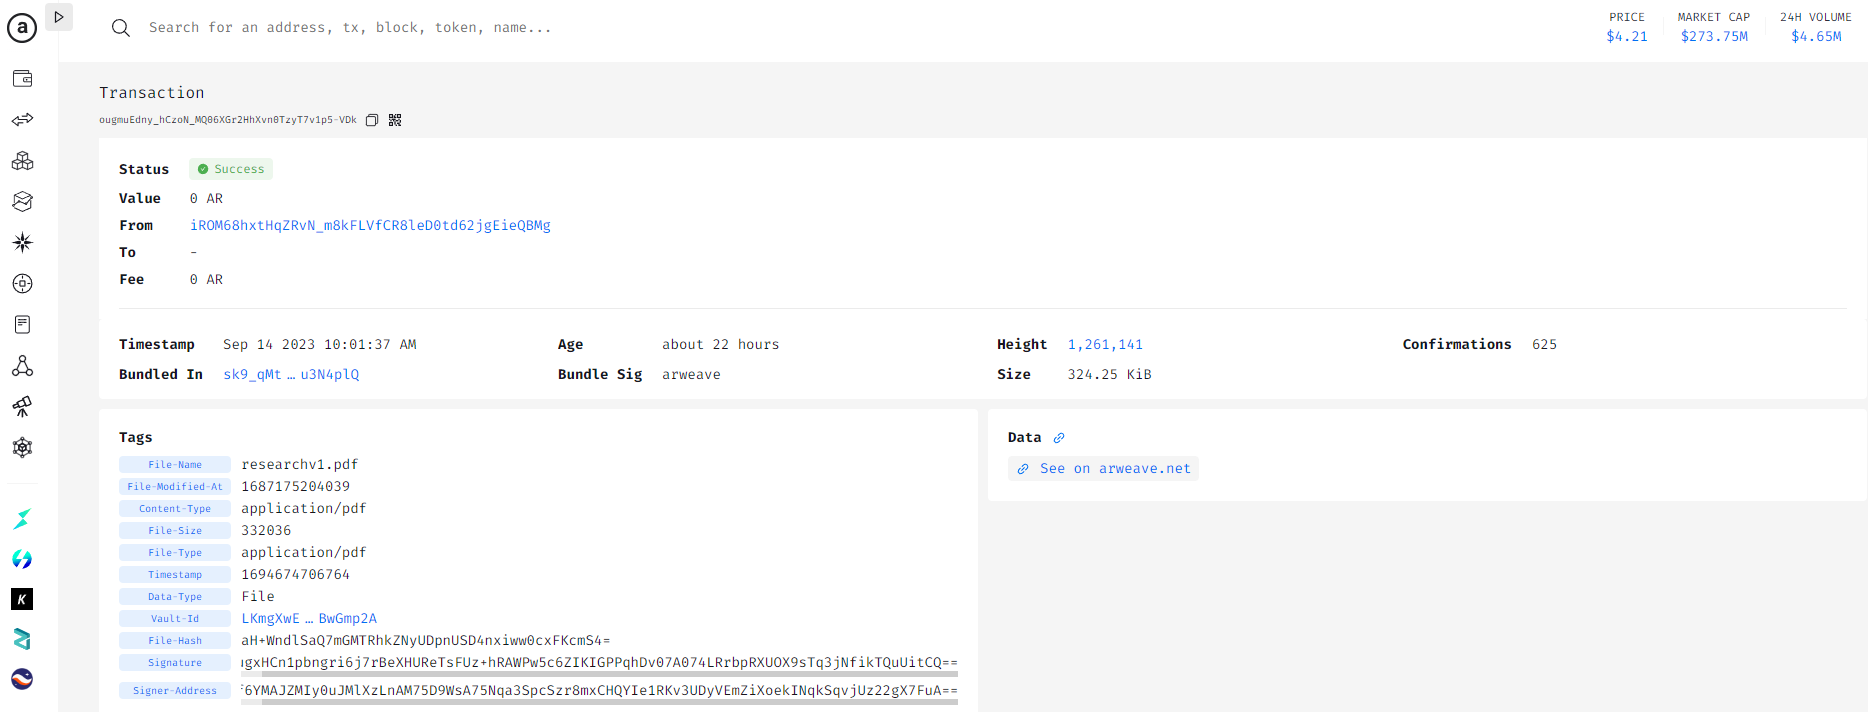 a
Search for an address, tx, block, token, name...
PRICE MARKET CAP 24H VOLUME
$4.21 $273.75M $4.65M
Transaction
ougmuEdny_hCzoN_MQ06XGr2HhXvn0TzyT7v1p5-VDk
Status Success
Value 0 AR
From iROM68hxtHqZRvN_m8kFLVfCR8leD0td62jgEieQBMg
To -
Fee 0 AR
Timestamp Sep 14 2023 10:01:37 AM Age about 22 hours Height 1,261,141 Confirmations 625
Bundled In sk9_qMt … u3N4plQ Bundle Sig arweave Size 324.25 KiB
Tags
File-Name researchv1.pdf
File-Modified-At 1687175204039
Content-Type application/pdf
File-Size 332036
File-Type application/pdf
Timestamp 1694674706764
Data-Type File
Vault-Id LKmgXwE … BwGmp2A
File-Hash aH+WndlSaQ7mGMTRhkZNyUDpnUSD4nxiww0cxFKcmS4=
Signature gxHCn1pbngri6j7rBeXHUReTsFUz+hRAWPw5c6ZIKIGPPqhDv07A074LRrbpRXUOX9sTq3jNfikTQuUitCQ==
Signer-Address f6YMAJZMIy0uJMlXzLnAM75D9WsA75Nqa3SpcSzr8mxCHQYIe1RKv3UDyVEmZiXoekINqkSqvjUz22gX7FuA==
Data
See on arweave.net
K